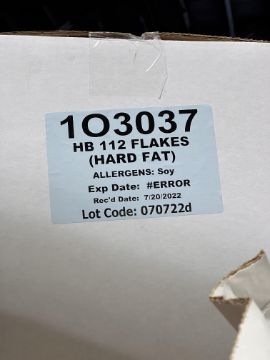 1O3037
HB 112 FLAKES
(HARD FAT)
ALLERGENS: Soy
Exp Date: #ERROR
Rec'd Date: 7/20/2022
Lot Code: 070722d